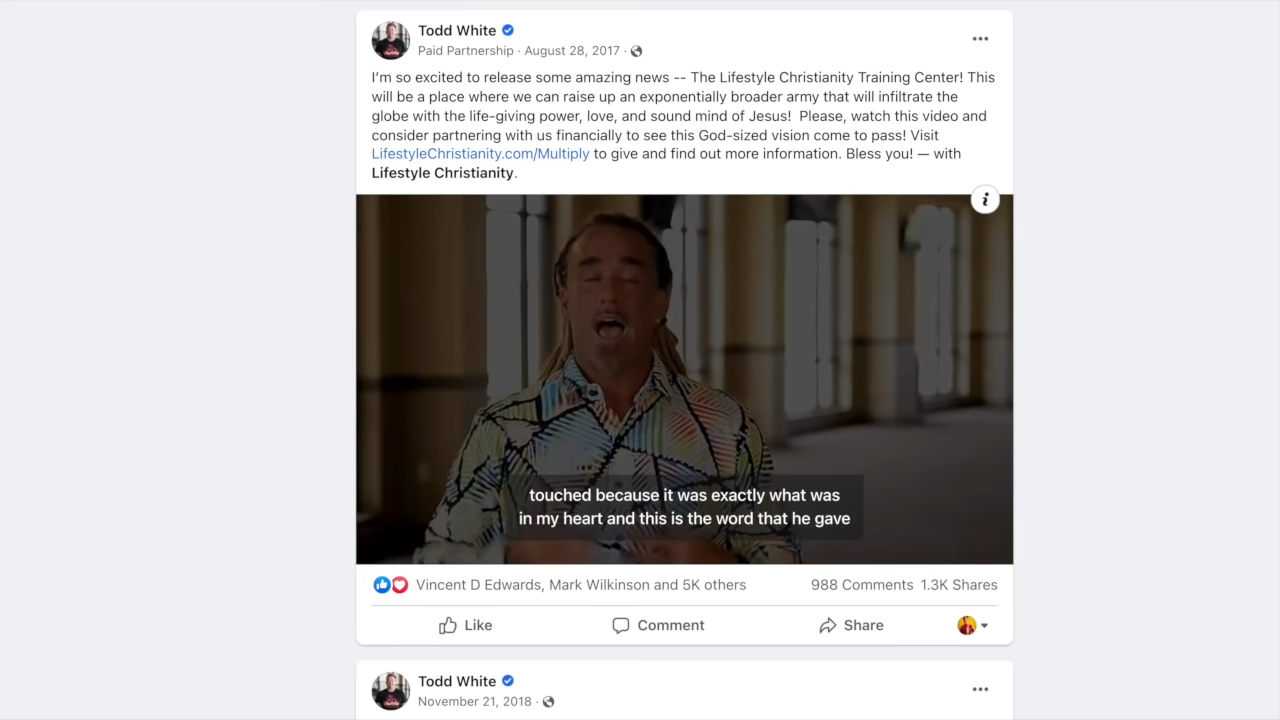 Todd White
Paid Partnership · August 28, 2017 ·
I'm so excited to release some amazing news -- The Lifestyle Christianity Training Center! This
will be a place where we can raise up an exponentially broader army that will infiltrate the
globe with the life-giving power, love, and sound mind of Jesus!  Please, watch this video and
consider partnering with us financially to see this God-sized vision come to pass! Visit
LifestyleChristianity.com/Multiply to give and find out more information. Bless you! — with
Lifestyle Christianity.
touched because it was exactly what was
in my heart and this is the word that he gave
Vincent D Edwards, Mark Wilkinson and 5K others
988 Comments 1.3K Shares
Like
Comment
Share
Todd White
November 21, 2018 ·